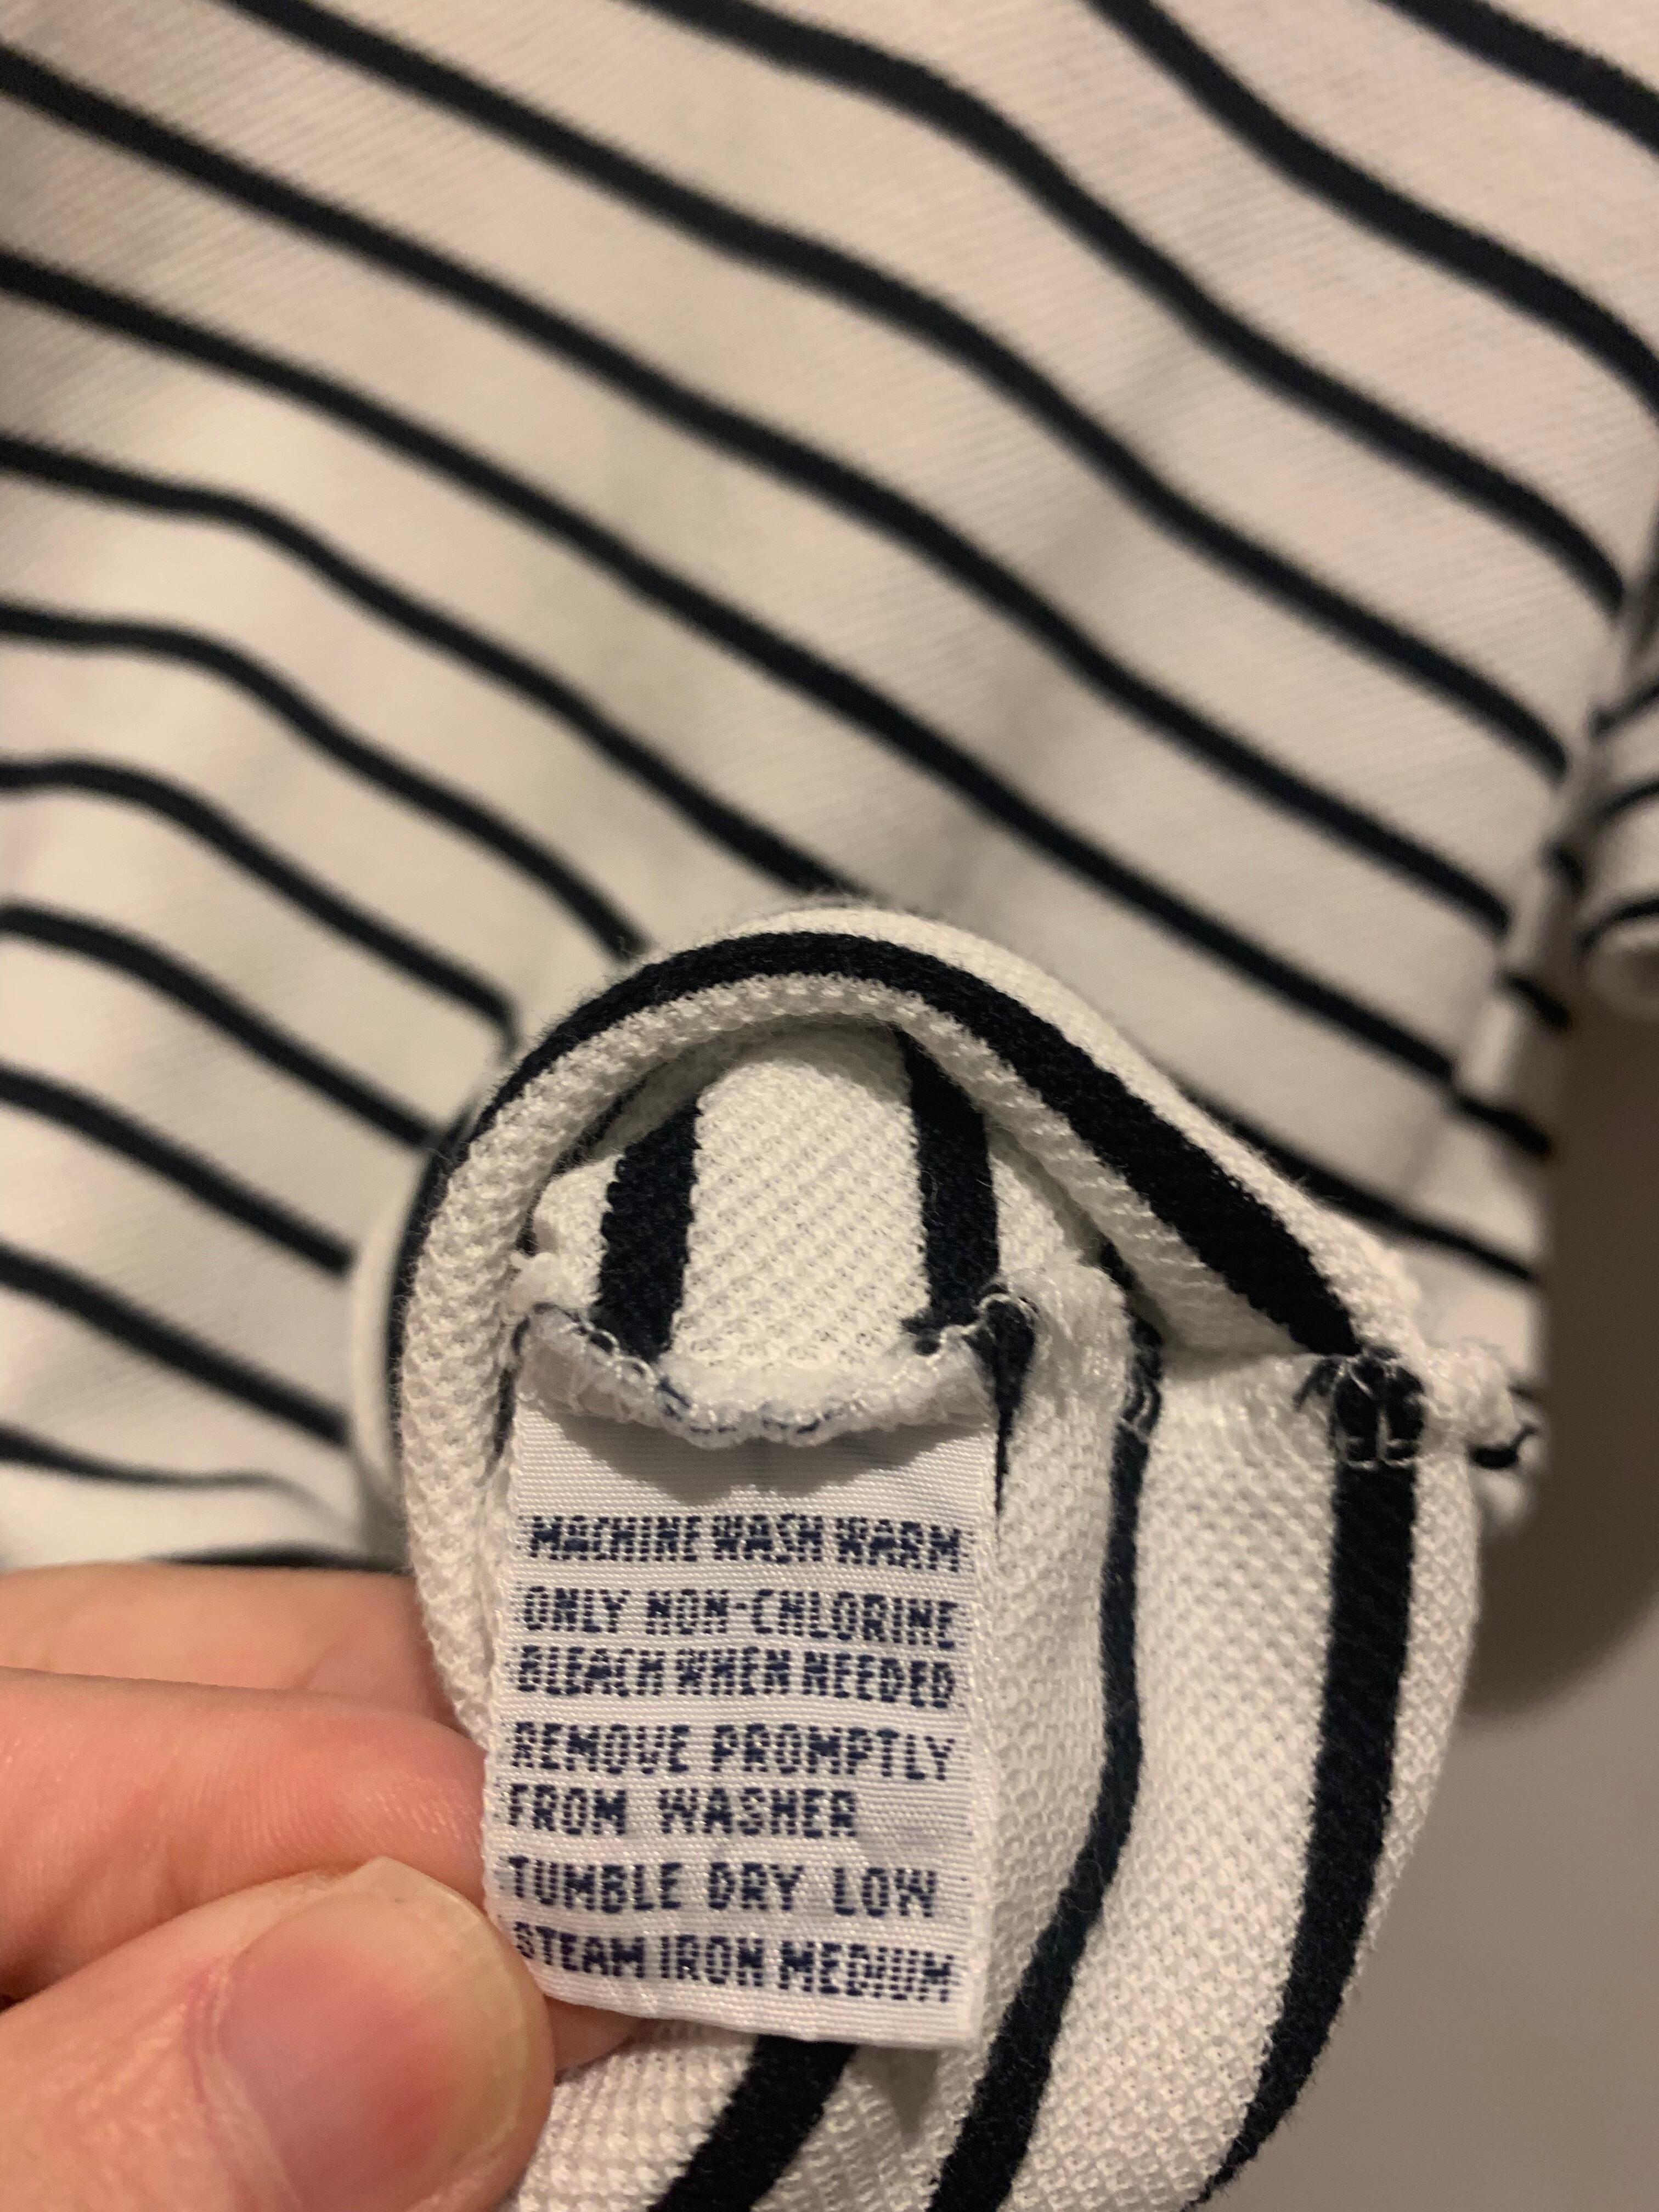 MACHINE WASH WARM
ONLY NON-CHLORINE
BLEACH WHEN NEEDED.
REMOVE PROMPTLY
FROM WASHER
TUMBLE DRY LOW
STEAM IRON MEDIUM